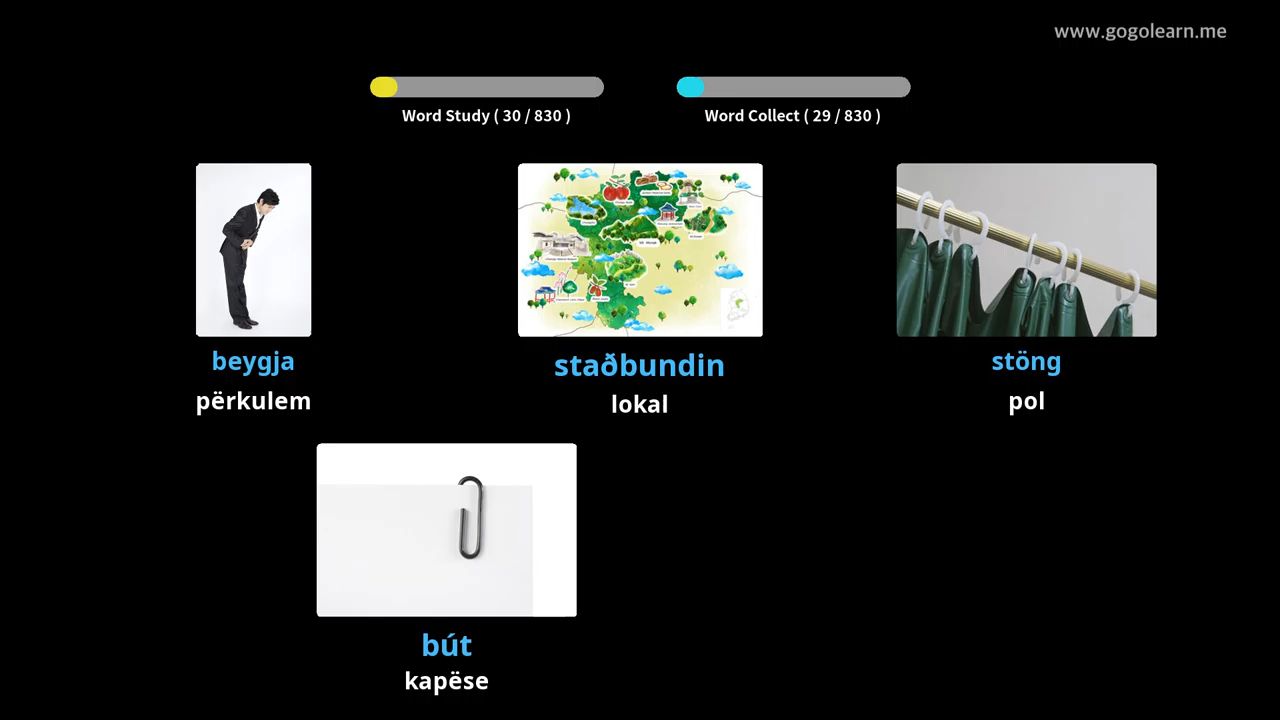 www.gogolearn.me
Word Study ( 30 / 830 )
Word Collect ( 29 / 830 )
beygja
përkulem
staðbundin
lokal
stöng
pol
bút
kapëse